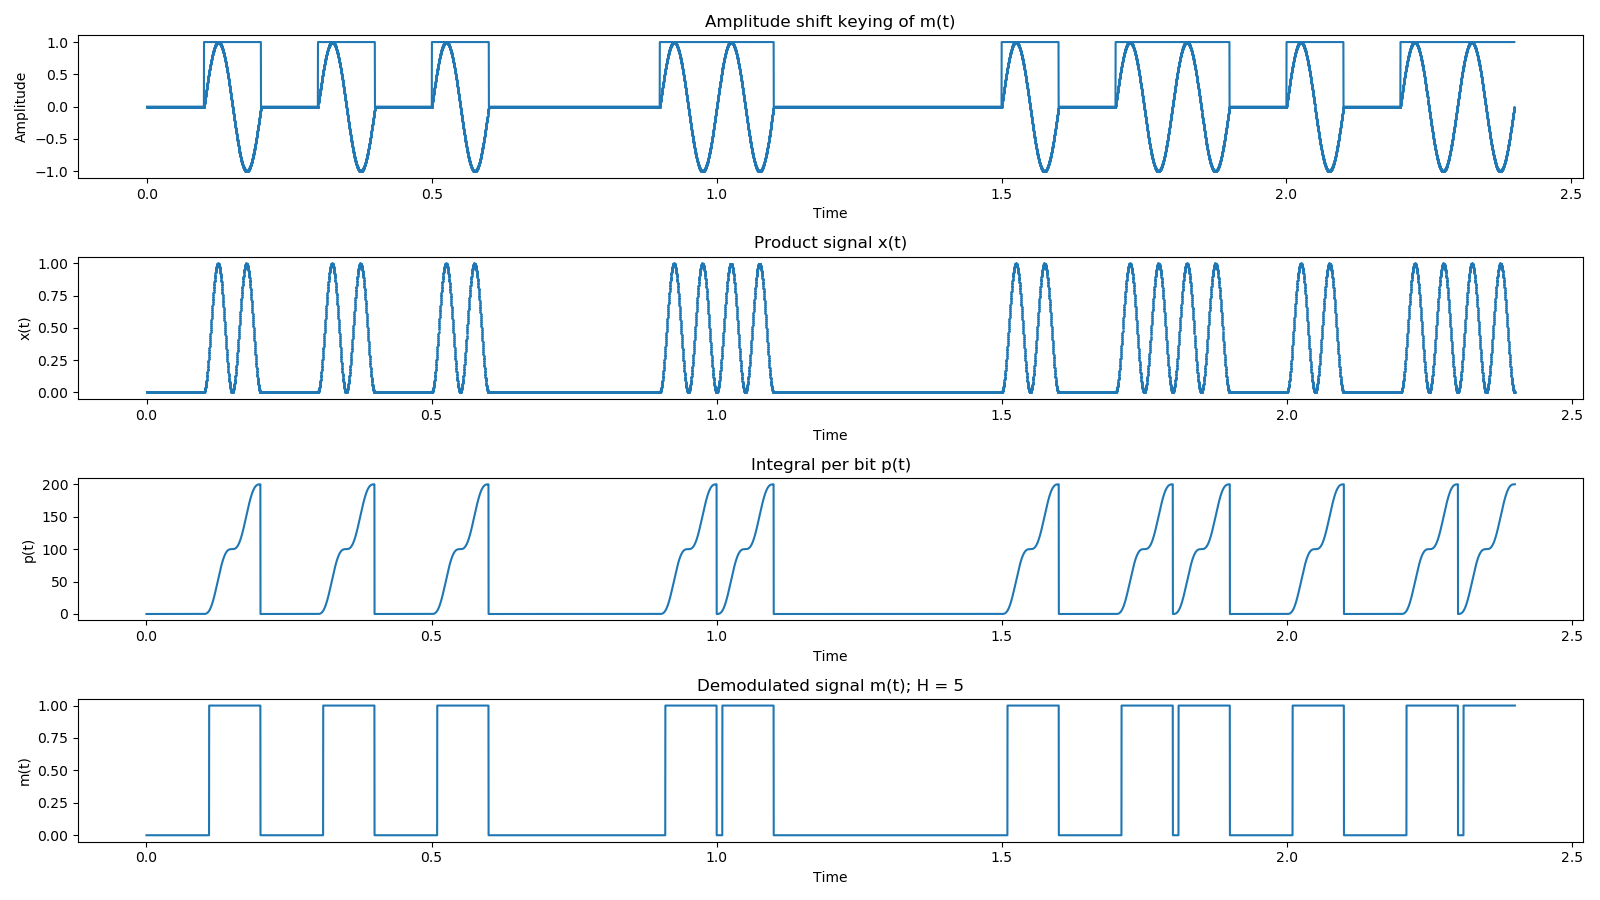 Amplitude shift keying of m(t)
Amplitude
1.0
0.5
0.0
−0.5
−1.0
0.0 0.5 1.0 1.5 2.0 2.5
Time
Product signal x(t)
x(t)
1.00
0.75
0.50
0.25
0.00
0.0 0.5 1.0 1.5 2.0 2.5
Time
Integral per bit p(t)
p(t)
200
150
100
50
0
0.0 0.5 1.0 1.5 2.0 2.5
Time
Demodulated signal m(t); H = 5
m(t)
1.00
0.75
0.50
0.25
0.00
0.0 0.5 1.0 1.5 2.0 2.5
Time